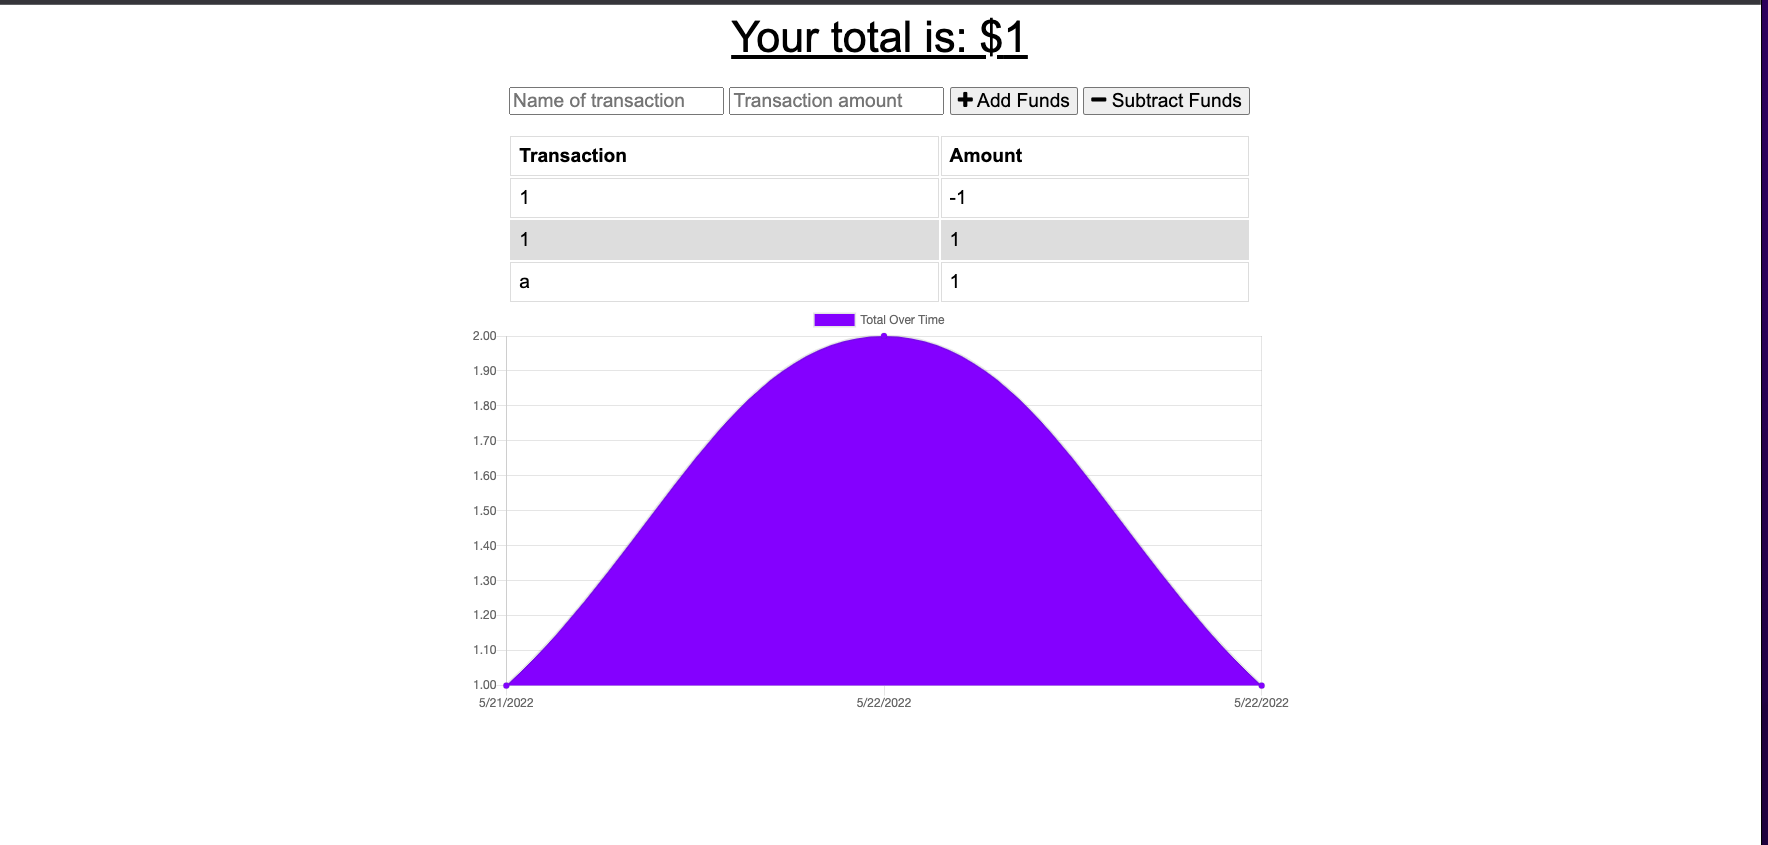 Your total is: $1
Name of transaction Transaction amount + Add Funds − Subtract Funds
Transaction Amount
1 -1
1 1
a 1
Total Over Time
2.00
1.90
1.80
1.70
1.60
1.50
1.40
1.30
1.20
1.10
1.00
5/21/2022 5/22/2022 5/22/2022